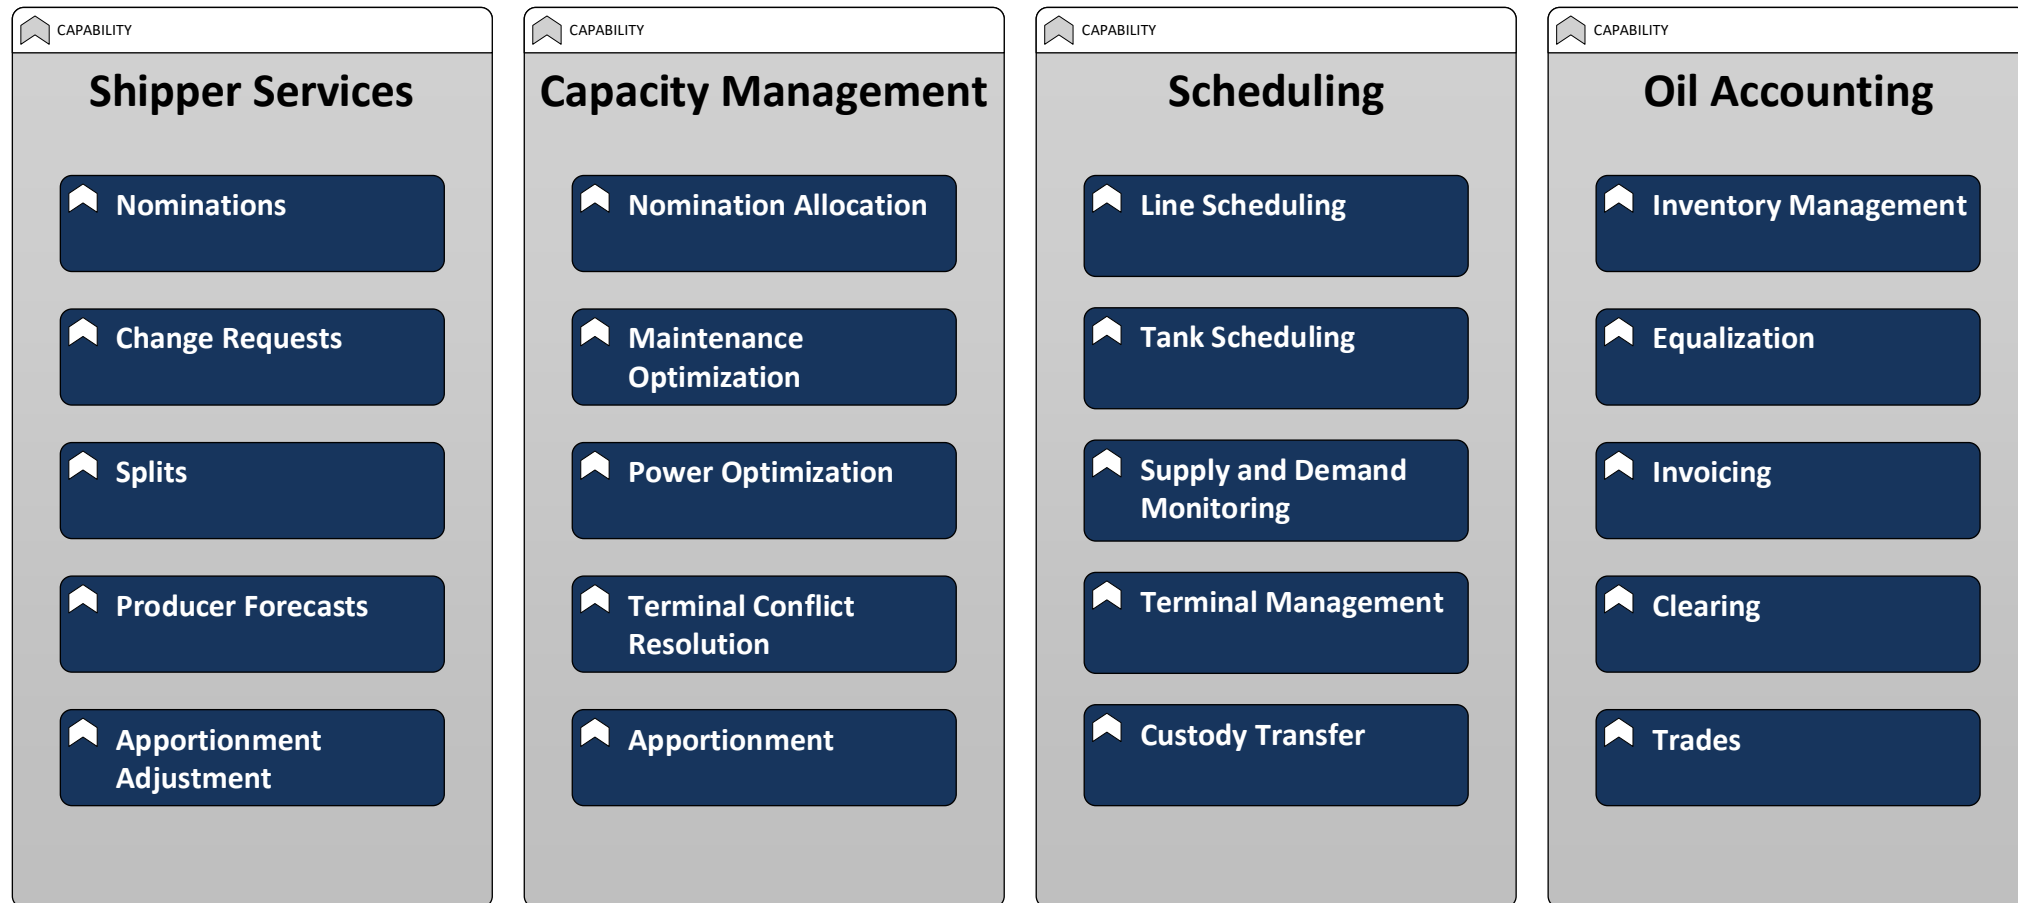 CAPABILITY
Shipper Services
Nominations
Change Requests
Splits
Producer Forecasts
Apportionment
Adjustment
CAPABILITY
Capacity Management
Nomination Allocation
Maintenance
Optimization
Power Optimization
Terminal Conflict
Resolution
Apportionment
CAPABILITY
Scheduling
Line Scheduling
Tank Scheduling
Supply and Demand
Monitoring
Terminal Management
Custody Transfer
CAPABILITY
Oil Accounting
Inventory Management
Equalization
Invoicing
Clearing
Trades